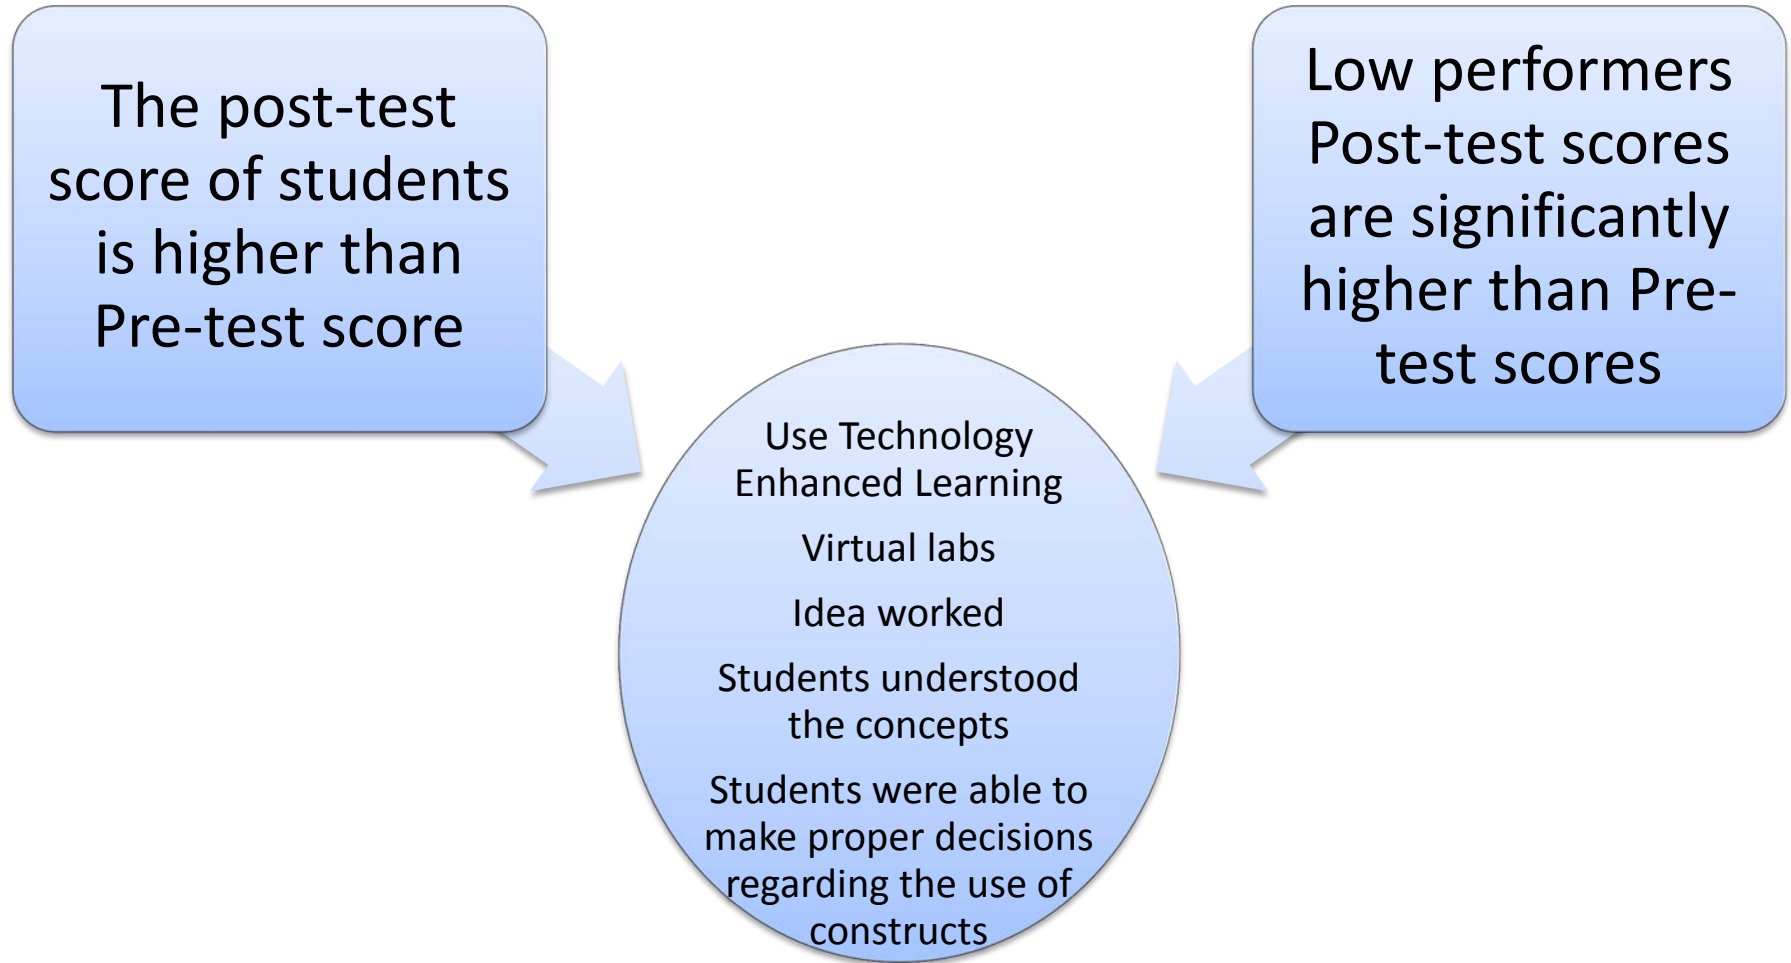 The post-test
score of students
is higher than
Pre-test score
Low performers
Post-test scores
are significantly
higher than Pre-
test scores
Use Technology
Enhanced Learning
Virtual labs
Idea worked
Students understood
the concepts
Students were able to
make proper decisions
regarding the use of
constructs